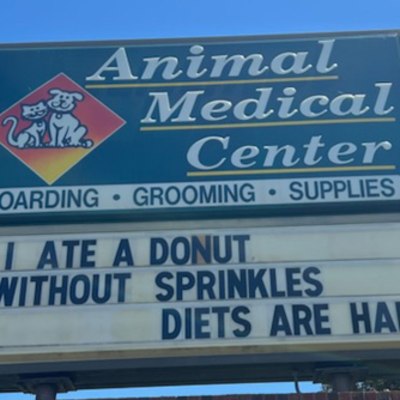 Animal
Medical
Center
OARDING • GROOMING • SUPPLIES
I ATE A DONUT
WITHOUT SPRINKLES
DIETS ARE HA